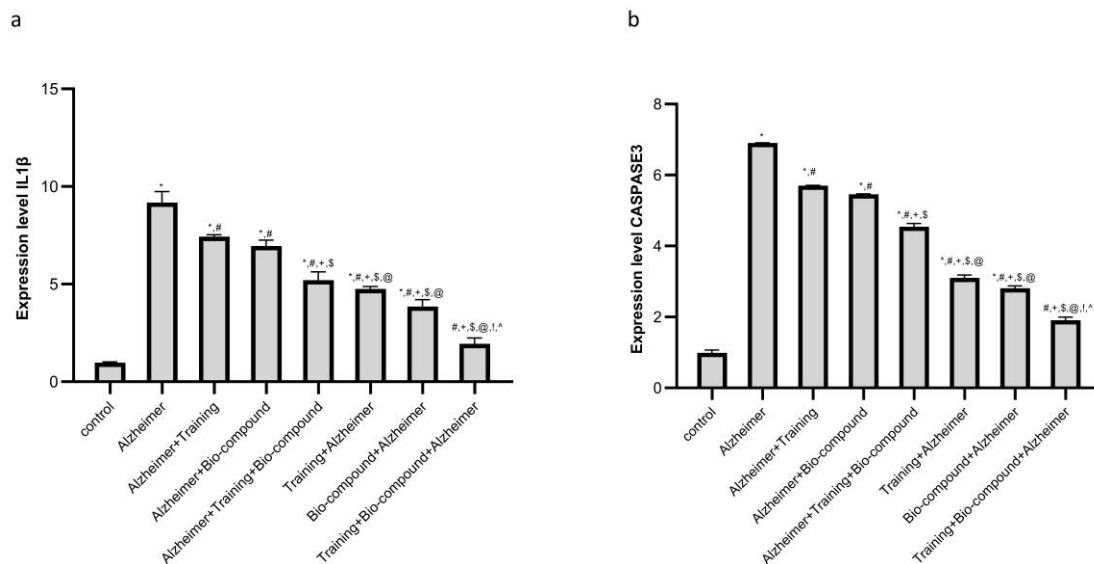 a
Expression level IL1β
15
10
5
0
*
*,#
*,#
*,#,+,$
*,#,+,$,@
*,#,+,$,@
#,+,$,@,!,^
control
Alzheimer
Alzheimer+Training
Alzheimer+Bio-compound
Alzheimer+Training+Bio-compound
Training+Alzheimer
Bio-compound+Alzheimer
Training+Bio-compound+Alzheimer
b
Expression level CASPASE3
8
6
4
2
0
*
*,#
*,#
*,#,+,$
*,#,+,$,@
*,#,+,$,@
#,+,$,@,!,^
control
Alzheimer
Alzheimer+Training
Alzheimer+Bio-compound
Alzheimer+Training+Bio-compound
Training+Alzheimer
Bio-compound+Alzheimer
Training+Bio-compound+Alzheimer